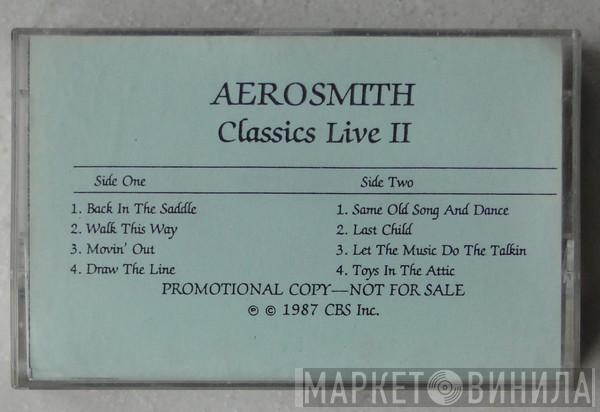 AEROSMITH
Classics Live II
Side One
1. Back In The Saddle
2. Walk This Way
3. Movin' Out
4. Draw The Line
Side Two
1. Same Old Song And Dance
2. Last Child
3. Let The Music Do The Talkin
4. Toys In The Attic
PROMOTIONAL COPY—NOT FOR SALE
℗ © 1987 CBS Inc.
МАРКЕТ ВИНИЛА